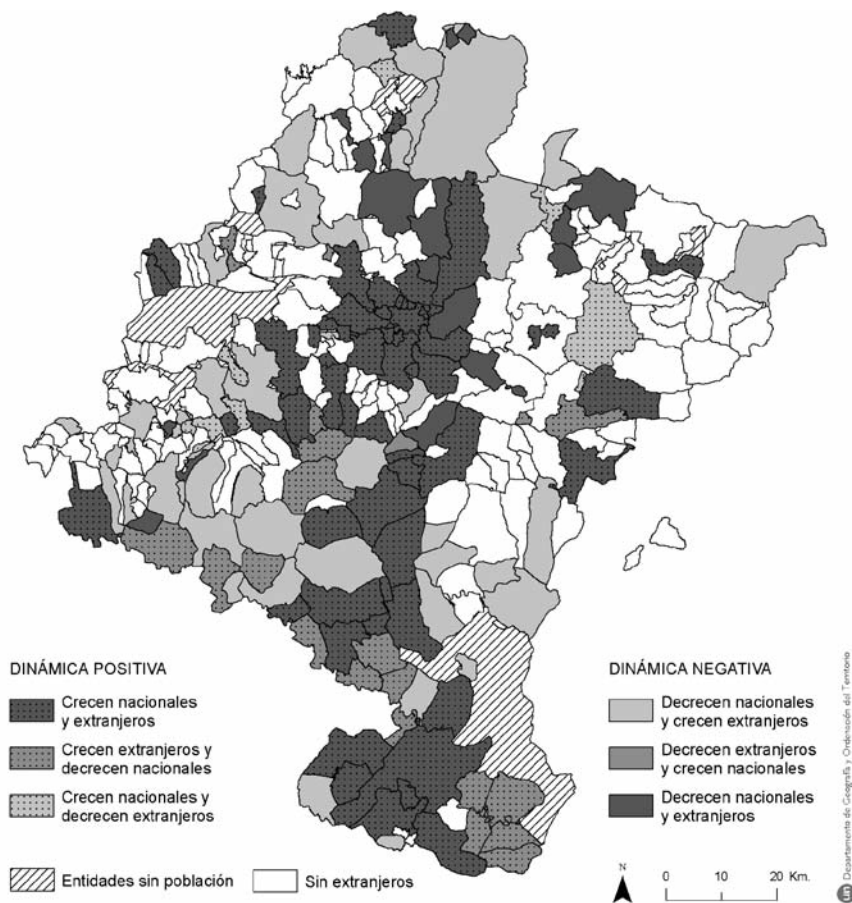 DINÁMICA POSITIVA
Crecen nacionales
y extranjeros
Crecen extranjeros y
decrecen nacionales
Crecen nacionales y
decrecen extranjeros
Entidades sin población
Sin extranjeros
DINÁMICA NEGATIVA
Decrecen nacionales
y crecen extranjeros
Decrecen extranjeros
y crecen nacionales
Decrecen nacionales
y extranjeros
N
0 10 20 Km.
un Departamento de Geografía y Ordenación del Territorio